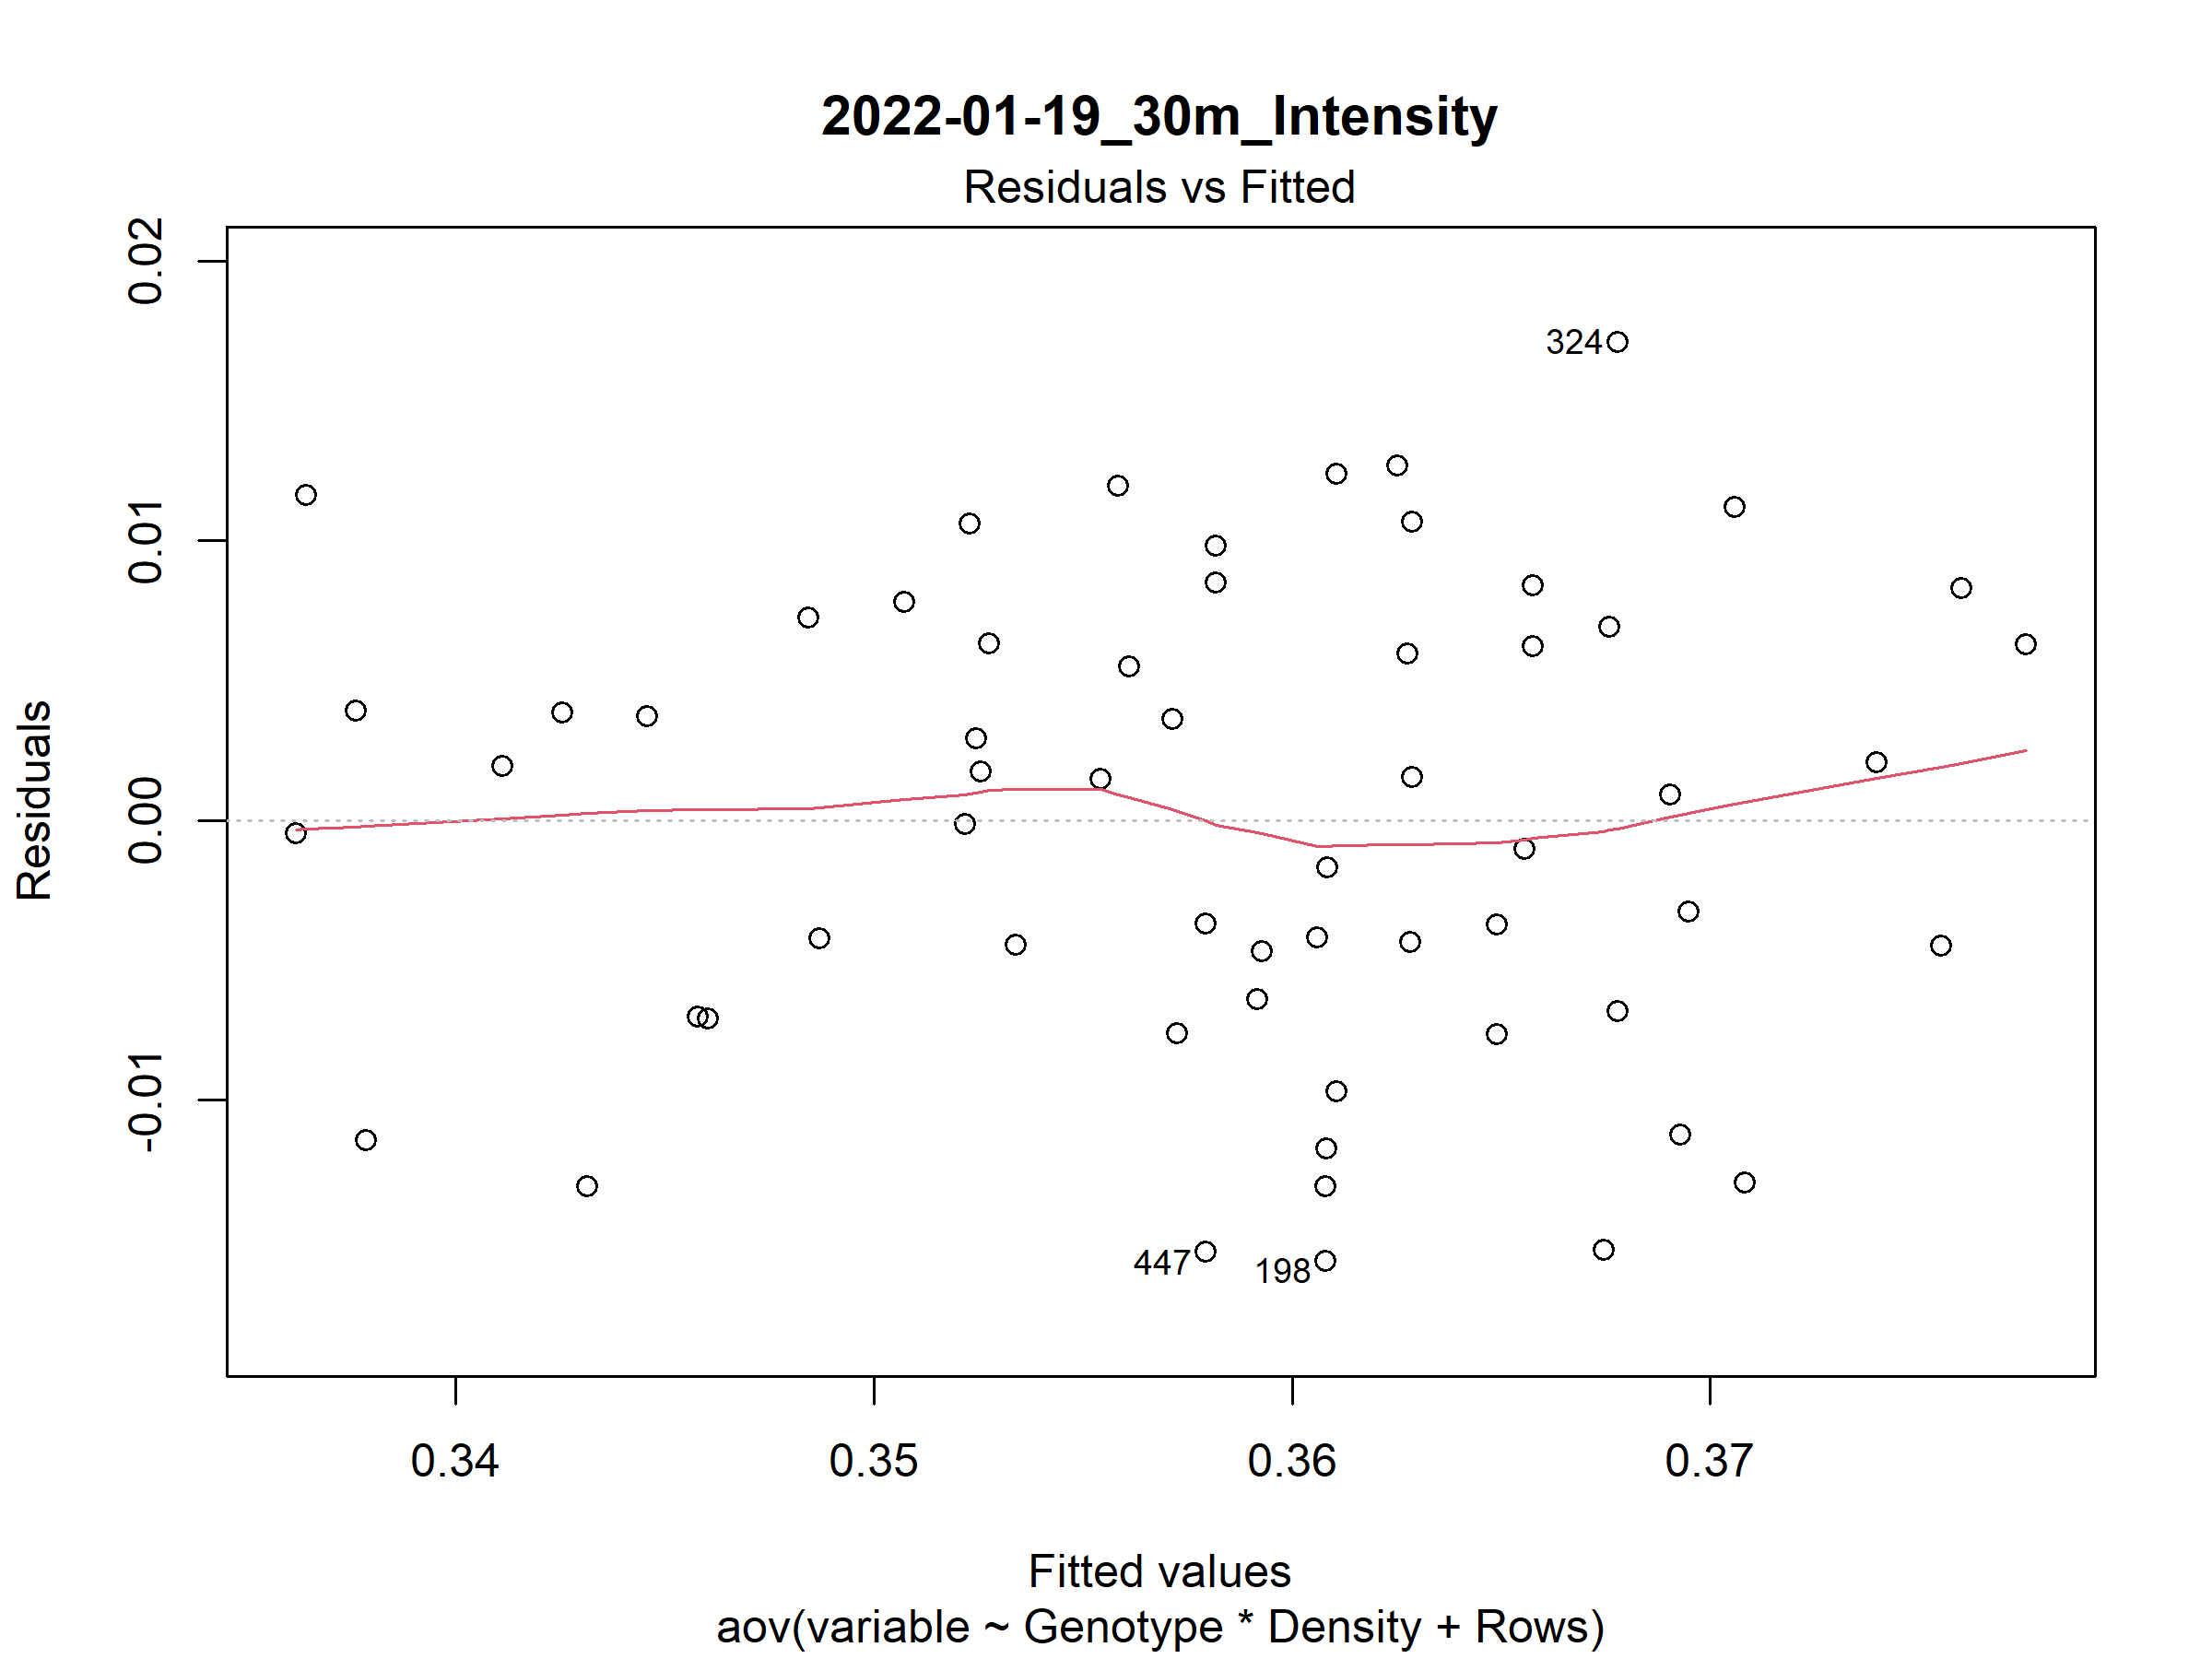 2022-01-19_30m_Intensity
Residuals vs Fitted
0.02
0.01
0.00
-0.01
Residuals
324
447
198
0.34
0.35
0.36
0.37
Fitted values
aov(variable ~ Genotype * Density + Rows)